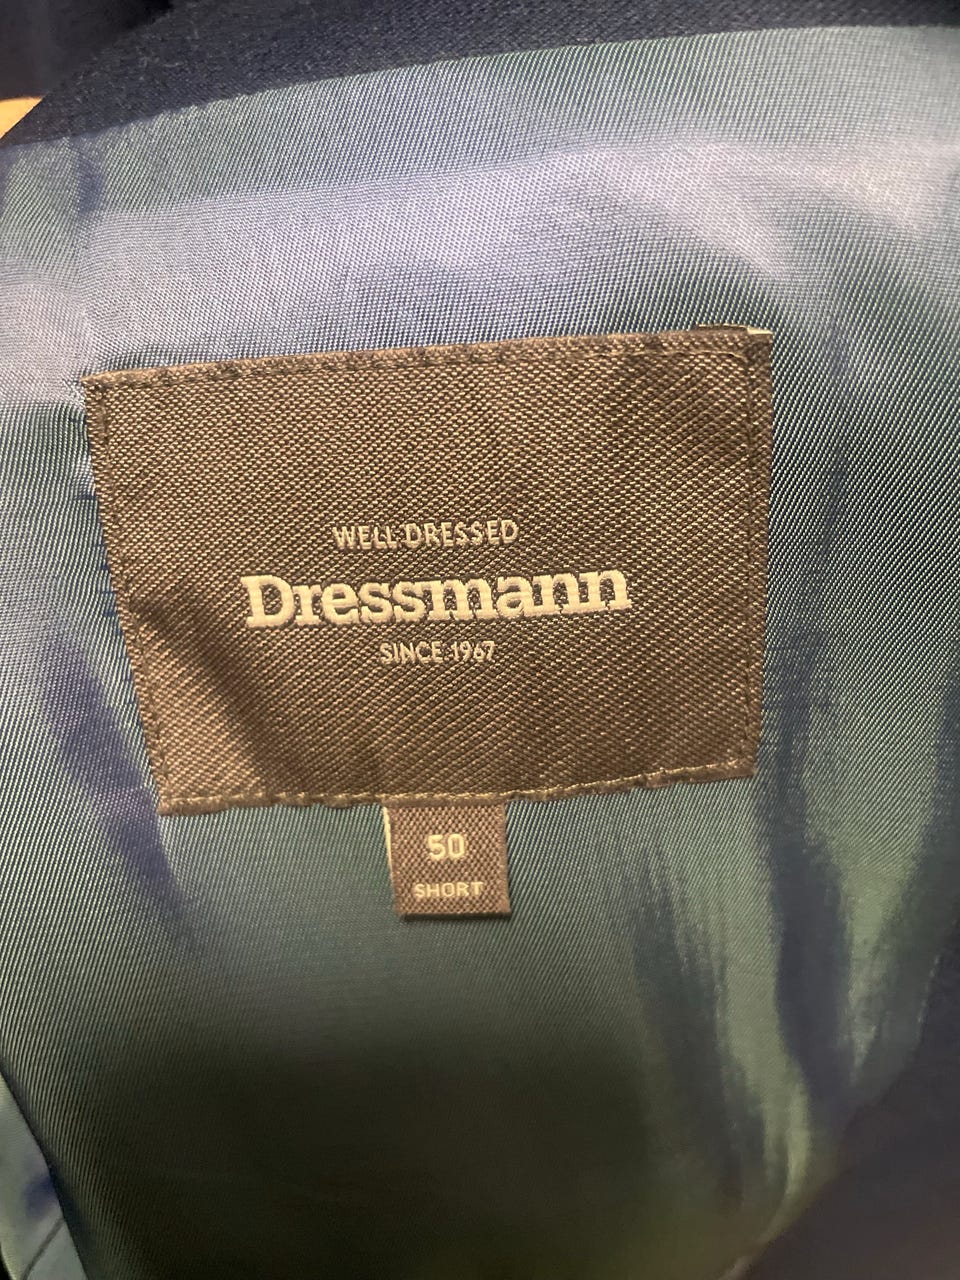 WELL DRESSED
Dressmann
SINCE 1967
50
SHORT